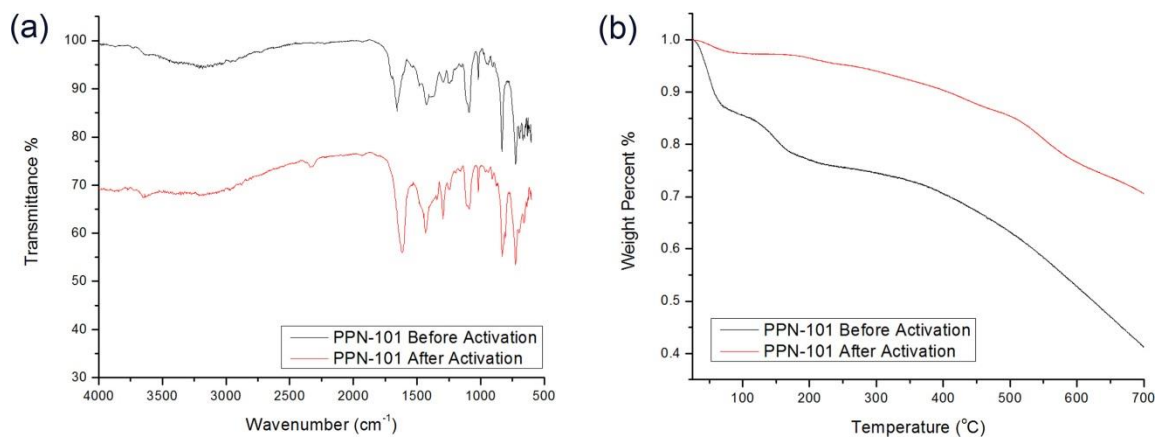 (a)
100
90
80
70
60
50
40
30
Transmittance %
PPN-101 Before Activation
PPN-101 After Activation
4000 3500 3000 2500 2000 1500 1000 500
Wavenumber (cm⁻¹)
(b)
1.0
0.9
0.8
0.7
0.6
0.5
0.4
Weight Percent %
PPN-101 Before Activation
PPN-101 After Activation
100 200 300 400 500 600 700
Temperature (°C)